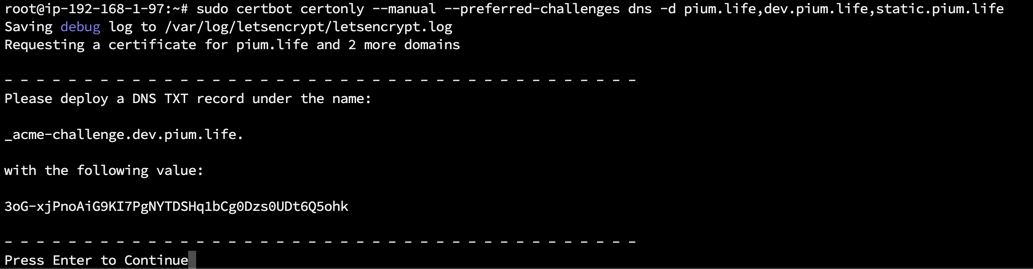 root@ip-192-168-1-97:~# sudo certbot certonly --manual --preferred-challenges dns -d pium.life,dev.pium.life,static.pium.life
Saving debug log to /var/log/letsencrypt/letsencrypt.log
Requesting a certificate for pium.life and 2 more domains
- - - - - - - - - - - - - - - - - - - - - - - - - - - - - - - - - - - - - - - -
Please deploy a DNS TXT record under the name:
_acme-challenge.dev.pium.life.
with the following value:
3oG-xjPnoAiG9KI7PgNYTDSHq1bCg0Dzs0UDt6Q5ohk
- - - - - - - - - - - - - - - - - - - - - - - - - - - - - - - - - - - - - - - -
Press Enter to Continue